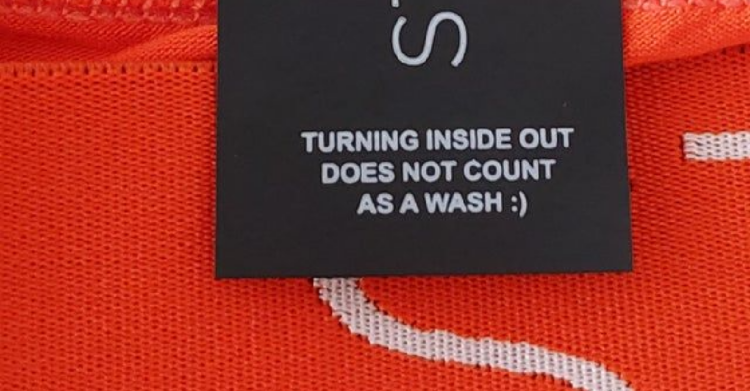 S
TURNING INSIDE OUT
DOES NOT COUNT
AS A WASH :)